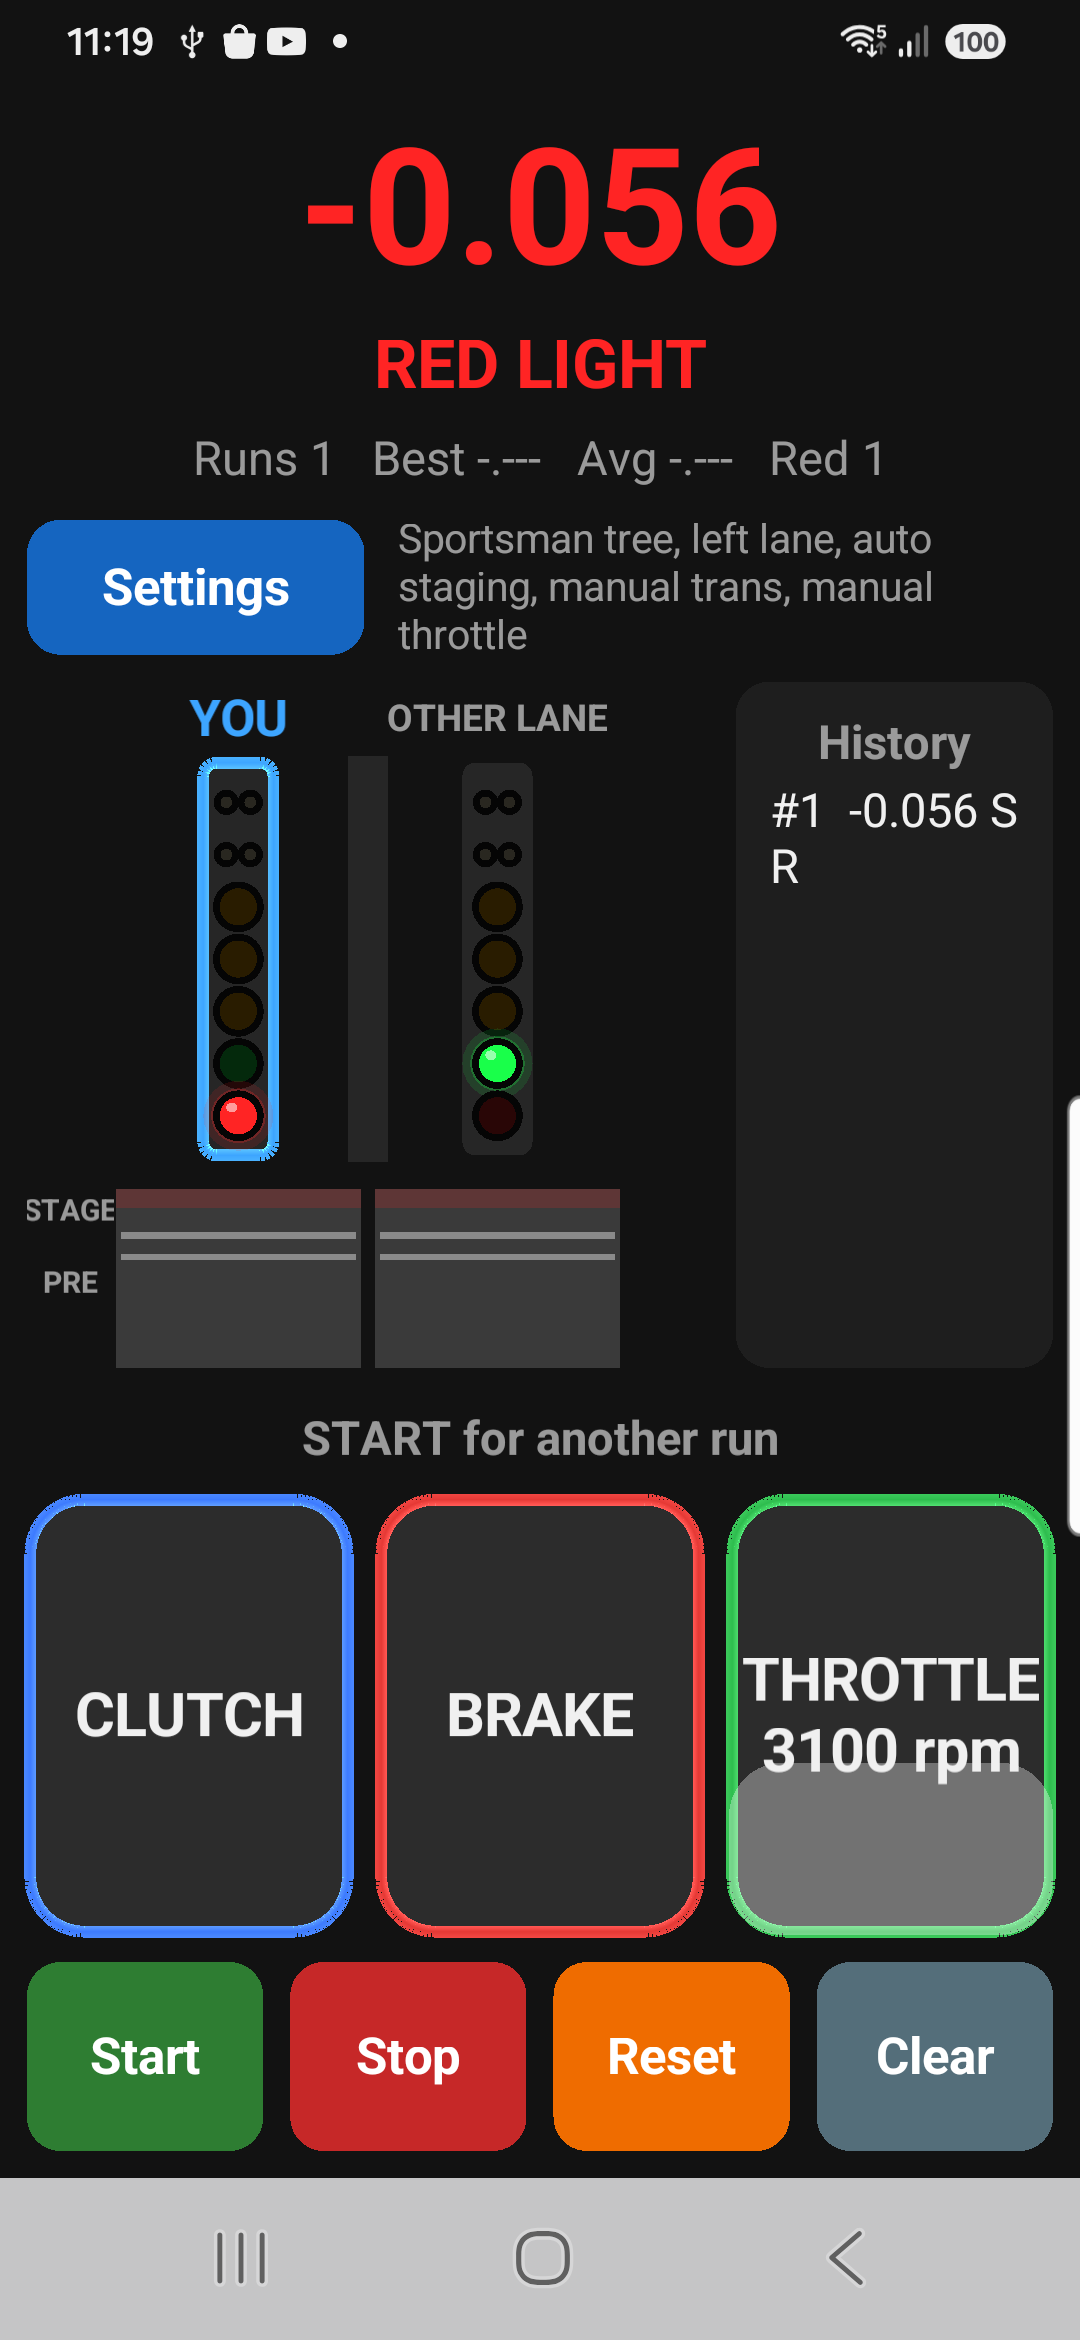 11:19
5
100
-0.056
RED LIGHT
Runs 1 Best -.--- Avg -.--- Red 1
Settings
Sportsman tree, left lane, auto
staging, manual trans, manual
throttle
YOU
OTHER LANE
History
#1 -0.056 S
R
STAGE
PRE
START for another run
CLUTCH
BRAKE
THROTTLE
3100 rpm
Start
Stop
Reset
Clear